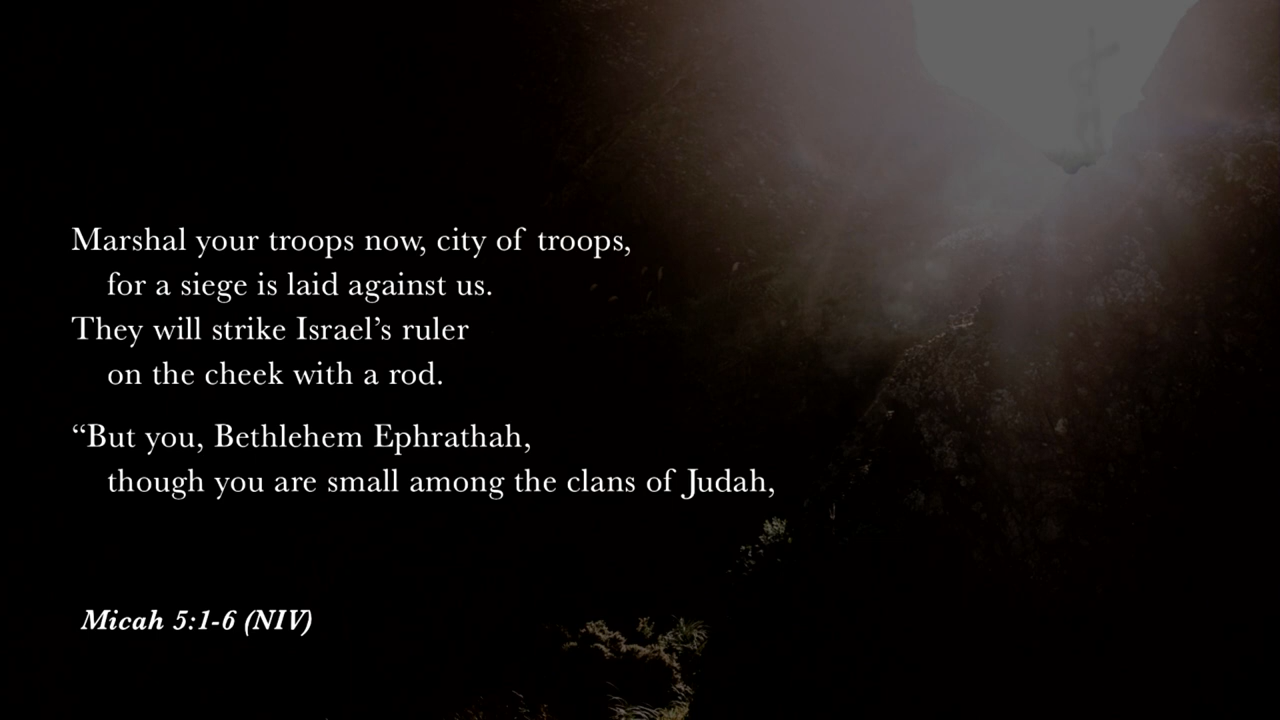 Marshal your troops now, city of troops,
for a siege is laid against us.
They will strike Israel’s ruler
on the cheek with a rod.
“But you, Bethlehem Ephrathah,
though you are small among the clans of Judah,
Micah 5:1-6 (NIV)